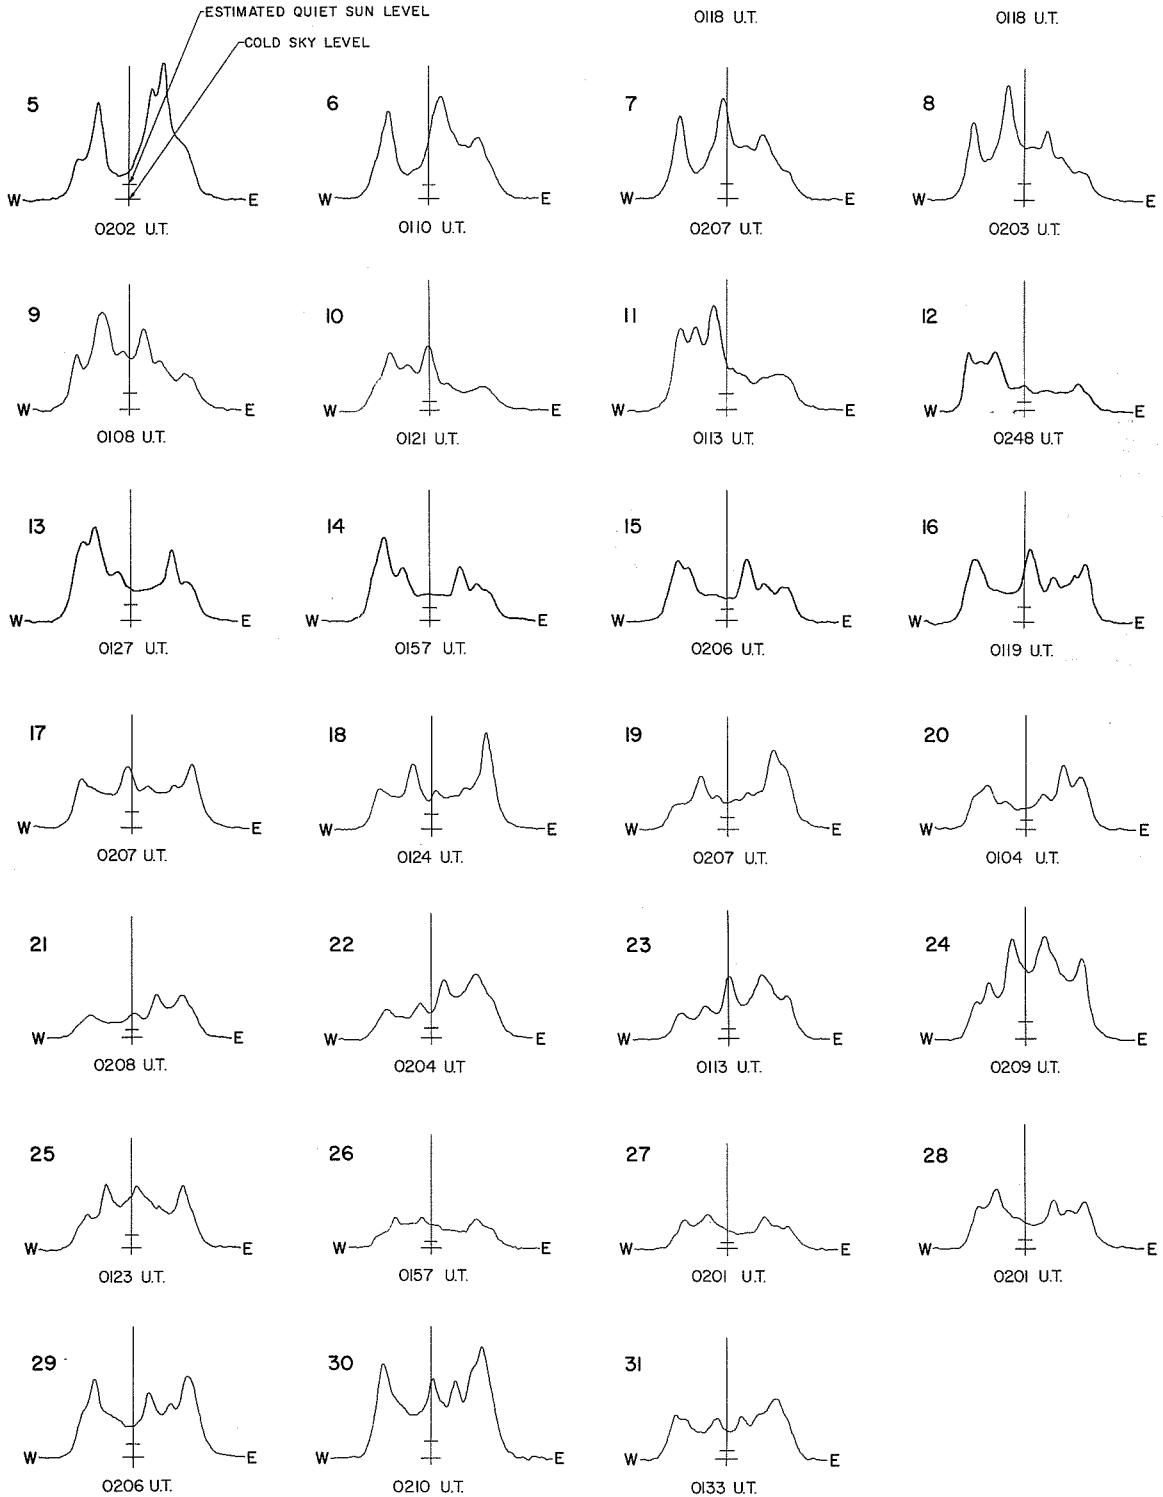 ESTIMATED QUIET SUN LEVEL
COLD SKY LEVEL
0118 U.T.
0118 U.T.
5
6
7
8
W E
W E
W E
W E
0202 U.T.
0110 U.T.
0207 U.T.
0203 U.T.
9
10
11
12
W E
W E
W E
W E
0108 U.T.
0121 U.T.
0113 U.T.
0248 U.T
13
14
15
16
W E
W E
W E
W E
0127 U.T.
0157 U.T.
0206 U.T.
0119 U.T.
17
18
19
20
W E
W E
W E
W E
0207 U.T.
0124 U.T.
0207 U.T.
0104 U.T.
21
22
23
24
W E
W E
W E
W E
0208 U.T.
0204 U.T
0113 U.T.
0209 U.T.
25
26
27
28
W E
W E
W E
W E
0123 U.T.
0157 U.T.
0201 U.T.
0201 U.T.
29
30
31
W E
W E
W E
0206 U.T.
0210 U.T.
0133 U.T.